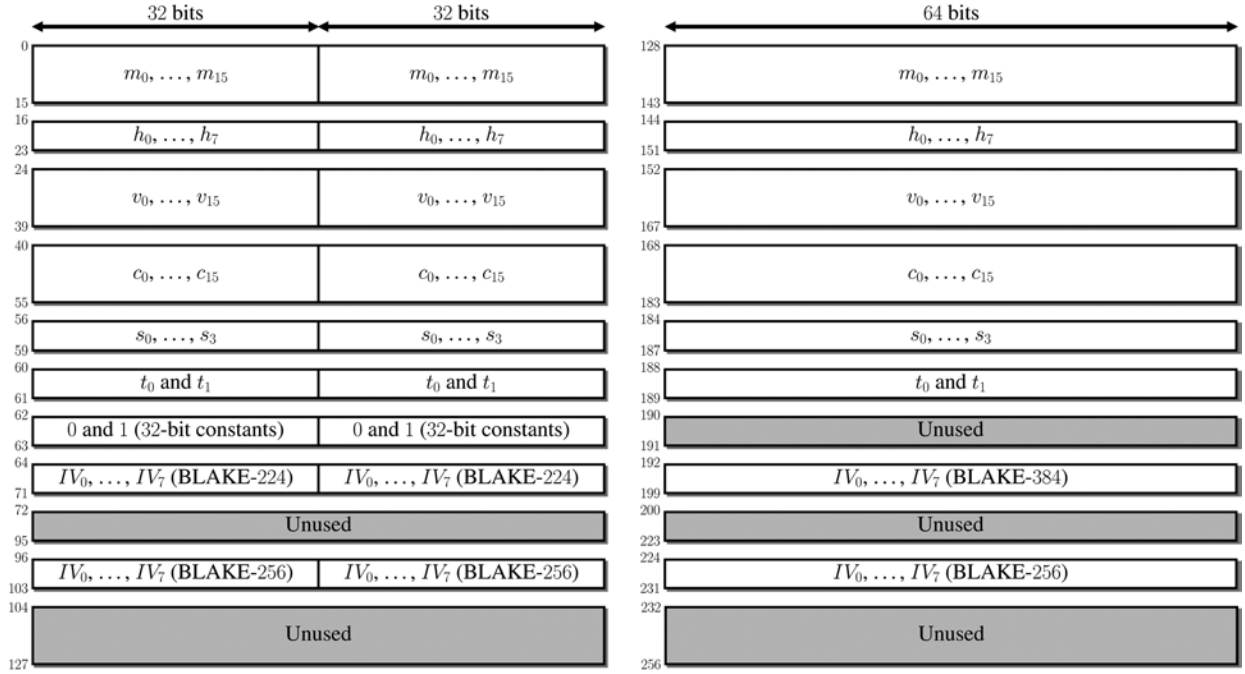 32 bits 32 bits 64 bits
0 128
m₀, …, m₁₅ m₀, …, m₁₅ m₀, …, m₁₅
15 143
16 144
h₀, …, h₇ h₀, …, h₇ h₀, …, h₇
23 151
24 152
v₀, …, v₁₅ v₀, …, v₁₅ v₀, …, v₁₅
39 167
40 168
c₀, …, c₁₅ c₀, …, c₁₅ c₀, …, c₁₅
55 183
56 184
s₀, …, s₃ s₀, …, s₃ s₀, …, s₃
59 187
60 188
t₀ and t₁ t₀ and t₁ t₀ and t₁
61 189
62 190
0 and 1 (32-bit constants) 0 and 1 (32-bit constants) Unused
63 191
64 192
IV₀, …, IV₇ (BLAKE-224) IV₀, …, IV₇ (BLAKE-224) IV₀, …, IV₇ (BLAKE-384)
71 199
72 200
Unused Unused
95 223
96 224
IV₀, …, IV₇ (BLAKE-256) IV₀, …, IV₇ (BLAKE-256) IV₀, …, IV₇ (BLAKE-256)
103 231
104 232
Unused Unused
127 256